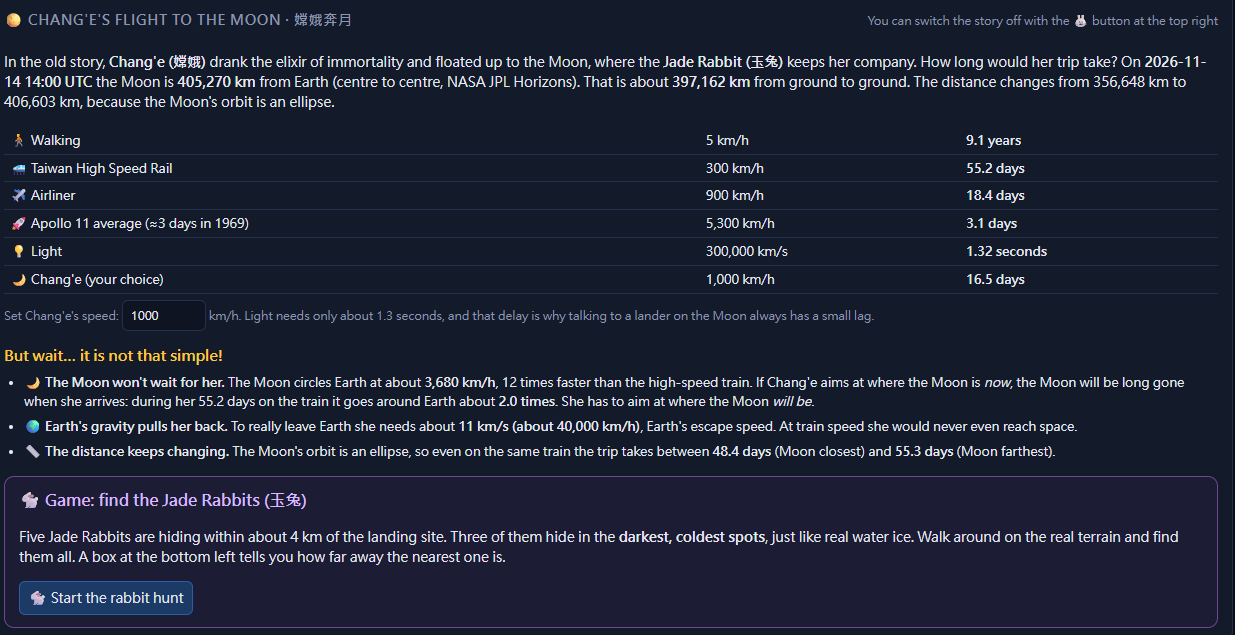 CHANG'E'S FLIGHT TO THE MOON · 嫦娥奔月
You can switch the story off with the 🐰 button at the top right
In the old story, Chang'e (嫦娥) drank the elixir of immortality and floated up to the Moon, where the Jade Rabbit (玉兔) keeps her company. How long would her trip take? On 2026-11-
14 14:00 UTC the Moon is 405,270 km from Earth (centre to centre, NASA JPL Horizons). That is about 397,162 km from ground to ground. The distance changes from 356,648 km to
406,603 km, because the Moon's orbit is an ellipse.
Walking 5 km/h 9.1 years
Taiwan High Speed Rail 300 km/h 55.2 days
Airliner 900 km/h 18.4 days
Apollo 11 average (≈3 days in 1969) 5,300 km/h 3.1 days
Light 300,000 km/s 1.32 seconds
Chang'e (your choice) 1,000 km/h 16.5 days
Set Chang'e's speed: 1000 km/h. Light needs only about 1.3 seconds, and that delay is why talking to a lander on the Moon always has a small lag.
But wait... it is not that simple!
• 🌙 The Moon won't wait for her. The Moon circles Earth at about 3,680 km/h, 12 times faster than the high-speed train. If Chang'e aims at where the Moon is now, the Moon will be long gone
when she arrives: during her 55.2 days on the train it goes around Earth about 2.0 times. She has to aim at where the Moon will be.
• 🌍 Earth's gravity pulls her back. To really leave Earth she needs about 11 km/s (about 40,000 km/h), Earth's escape speed. At train speed she would never even reach space.
• 📏 The distance keeps changing. The Moon's orbit is an ellipse, so even on the same train the trip takes between 48.4 days (Moon closest) and 55.3 days (Moon farthest).
Game: find the Jade Rabbits (玉兔)
Five Jade Rabbits are hiding within about 4 km of the landing site. Three of them hide in the darkest, coldest spots, just like real water ice. Walk around on the real terrain and find
them all. A box at the bottom left tells you how far away the nearest one is.
Start the rabbit hunt